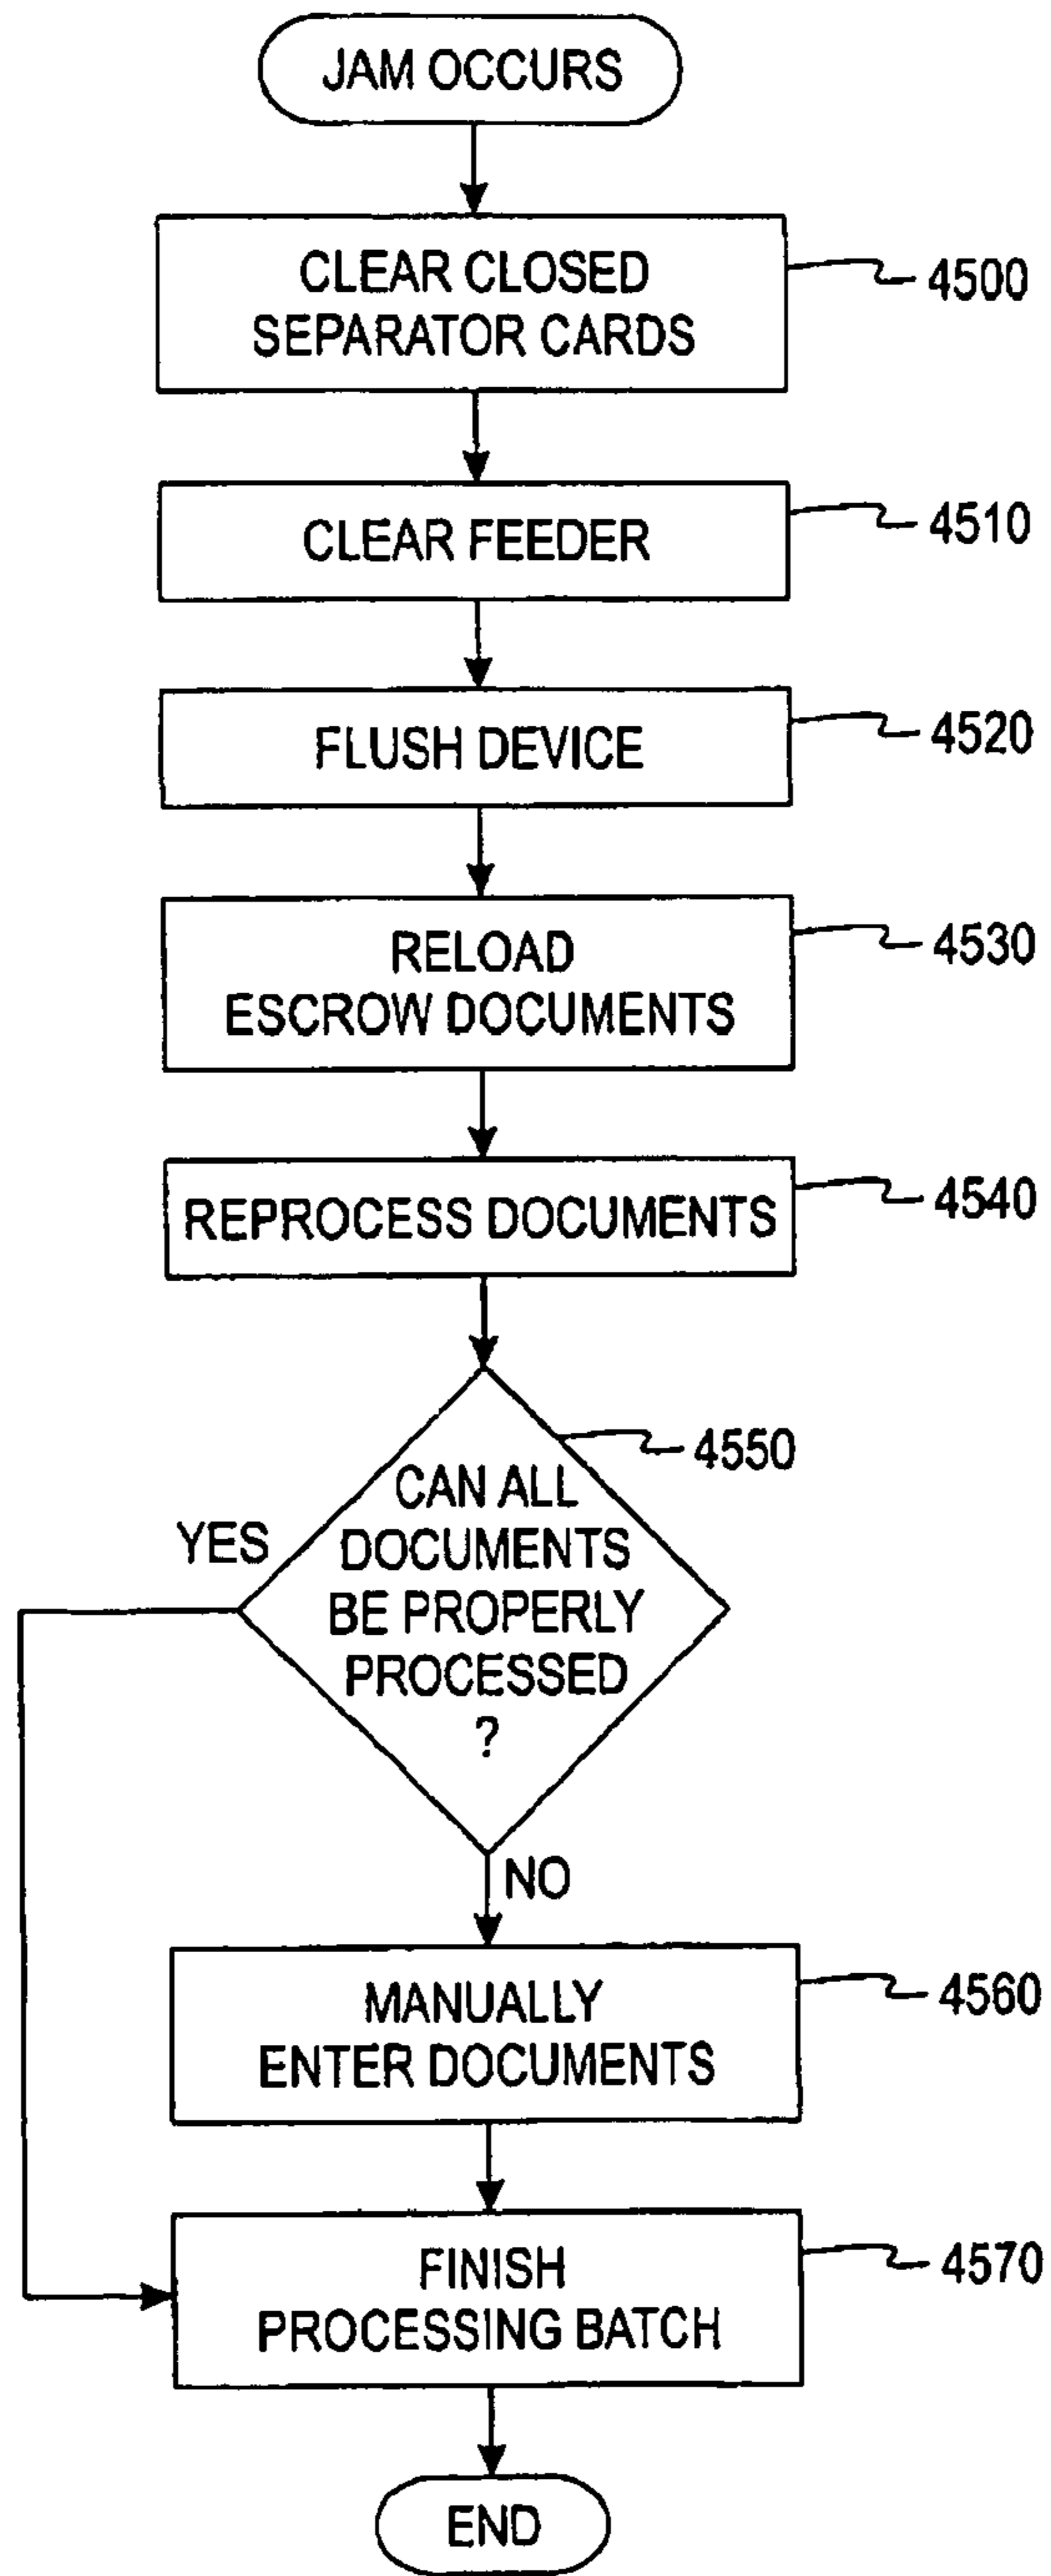 JAM OCCURS
CLEAR CLOSED
SEPARATOR CARDS
4500
CLEAR FEEDER
4510
FLUSH DEVICE
4520
RELOAD
ESCROW DOCUMENTS
4530
REPROCESS DOCUMENTS
4540
CAN ALL
DOCUMENTS
BE PROPERLY
PROCESSED
?
4550
YES
NO
MANUALLY
ENTER DOCUMENTS
4560
FINISH
PROCESSING BATCH
4570
END